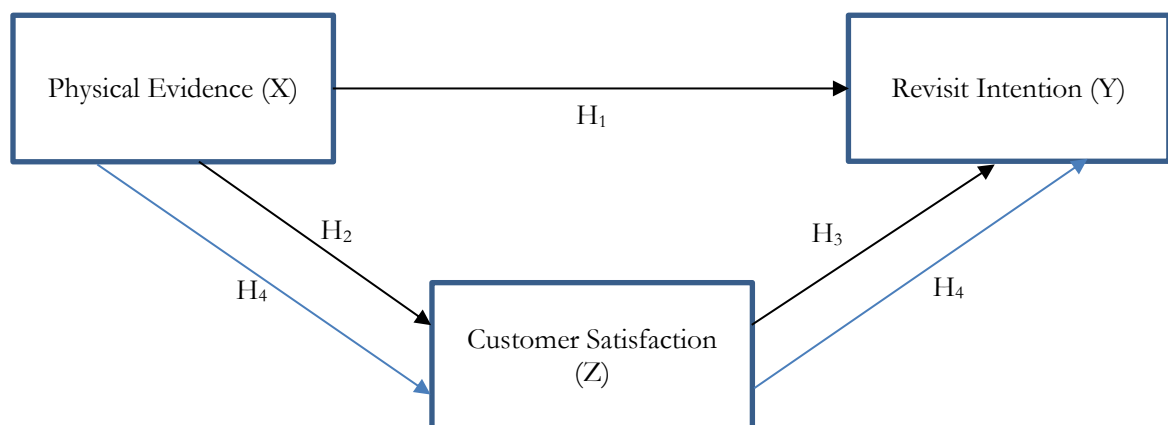 Physical Evidence (X)
Revisit Intention (Y)
H₁
H₂
H₃
H₄
H₄
Customer Satisfaction
(Z)